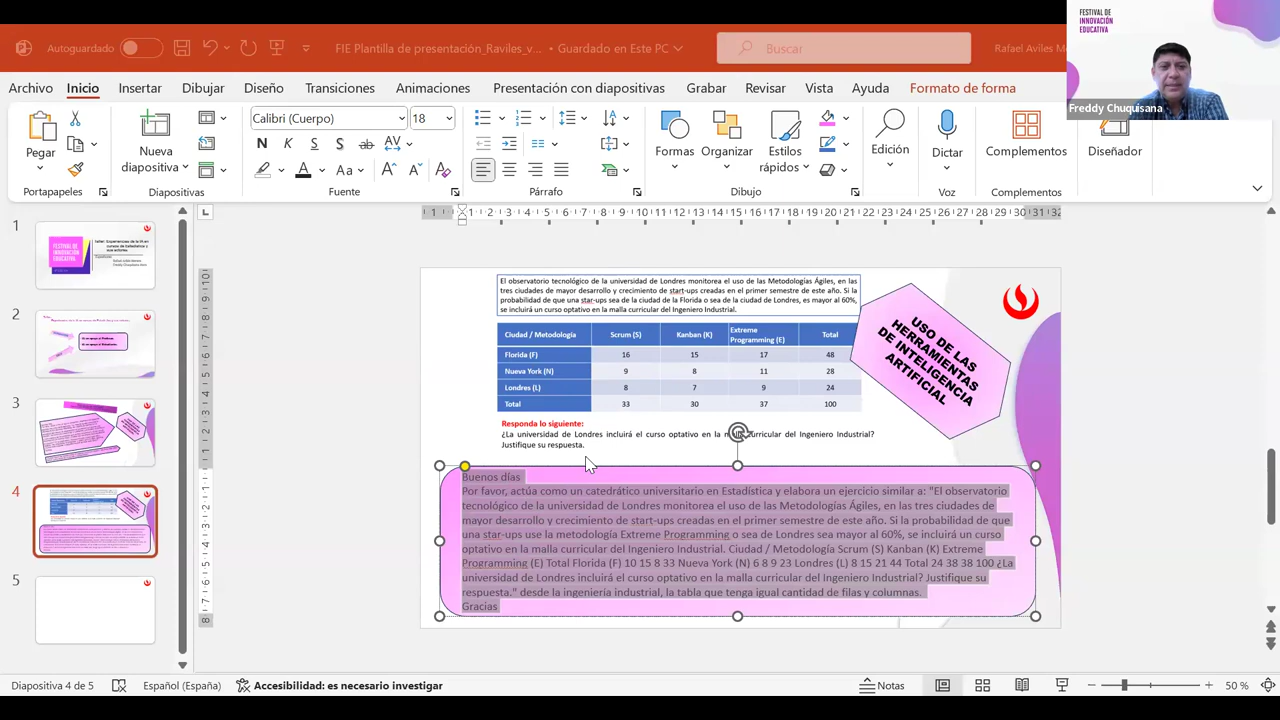 Autoguardado
FIE Plantilla de presentación_Raviles_v... • Guardado en Este PC
Buscar
Rafael Aviles
FESTIVAL DE
INNOVACIÓN
EDUCATIVA
Freddy Chuquisana
Archivo Inicio Insertar Dibujar Diseño Transiciones Animaciones Presentación con diapositivas Grabar Revisar Vista Ayuda Formato de forma
Pegar
Nueva
diapositiva
Calibri (Cuerpo) 18
N K S S ab AV
Aa A A
Formas Organizar Estilos
rápidos
Edición
Dictar
Complementos
Diseñador
Portapapeles Diapositivas Fuente Párrafo Dibujo Voz Complementos
1
2
3
4
5
El observatorio tecnológico de la universidad de Londres monitorea el uso de las Metodologías Ágiles, en las
tres ciudades de mayor desarrollo y crecimiento de start-ups creadas en el primer semestre de este año. Si la
probabilidad de que una star-ups sea de la ciudad de la Florida o sea de la ciudad de Londres, es mayor al 60%,
se incluirá un curso optativo en la malla curricular del Ingeniero Industrial.
Ciudad / Metodología Scrum (S) Kanban (K) Extreme Programming (E) Total
Florida (F) 16 15 17 48
Nueva York (N) 9 8 11 28
Londres (L) 8 7 9 24
Total 33 30 37 100
USO DE LAS
HERRAMIENTAS
DE INTELIGENCIA
ARTIFICIAL
Responda lo siguiente:
¿La universidad de Londres incluirá el curso optativo en la malla curricular del Ingeniero Industrial?
Justifique su respuesta.
Buenos días
Por favor, actúa como un catedrático universitario en Estadística y elabora un ejercicio similar a: "El observatorio
tecnológico de la universidad de Londres monitorea el uso de las Metodologías Ágiles, en las tres ciudades de
mayor desarrollo y crecimiento de start-ups creadas en el primer semestre de este año. Si la probabilidad de que
una star-ups use la metodología Extreme Programming o sea de Londres sea mayor al 60%, se incluirá un curso
optativo en la malla curricular del Ingeniero Industrial. Ciudad / Metodología Scrum (S) Kanban (K) Extreme
Programming (E) Total Florida (F) 10 15 8 33 Nueva York (N) 6 8 9 23 Londres (L) 8 15 21 44 Total 24 38 38 100 ¿La
universidad de Londres incluirá el curso optativo en la malla curricular del Ingeniero Industrial? Justifique su
respuesta." desde la ingeniería industrial, la tabla que tenga igual cantidad de filas y columnas.
Gracias
Diapositiva 4 de 5 Español (España) Accesibilidad: es necesario investigar Notas 50 %